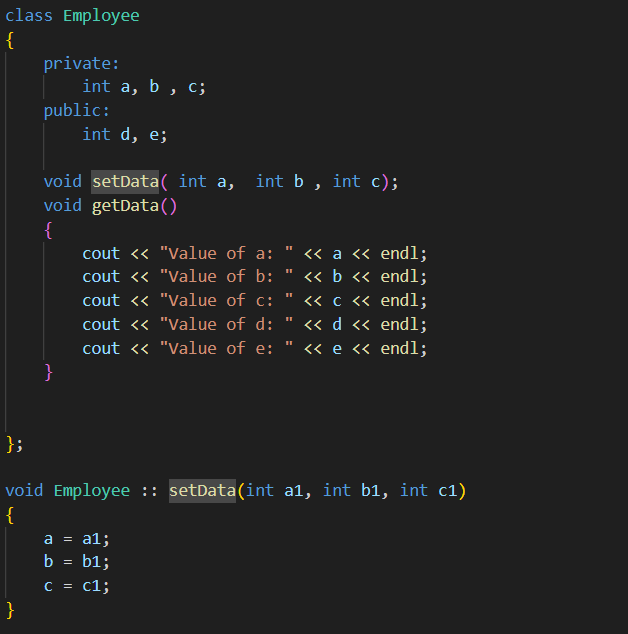 class Employee
{
    private:
        int a, b , c;
    public:
        int d, e;

    void setData( int a,  int b , int c);
    void getData()
    {
        cout << "Value of a: " << a << endl;
        cout << "Value of b: " << b << endl;
        cout << "Value of c: " << c << endl;
        cout << "Value of d: " << d << endl;
        cout << "Value of e: " << e << endl;
    }


};

void Employee :: setData(int a1, int b1, int c1)
{
    a = a1;
    b = b1;
    c = c1;
}